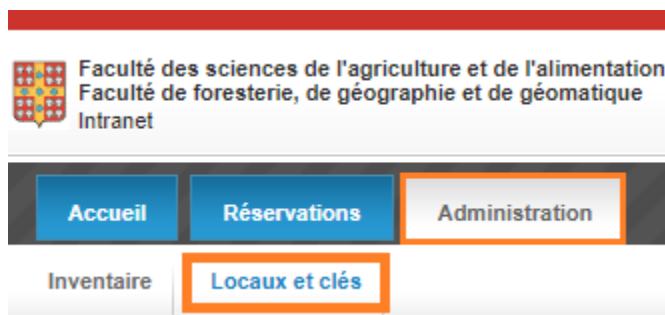 Faculté des sciences de l'agriculture et de l'alimentation
Faculté de foresterie, de géographie et de géomatique
Intranet
Accueil Réservations Administration
Inventaire Locaux et clés